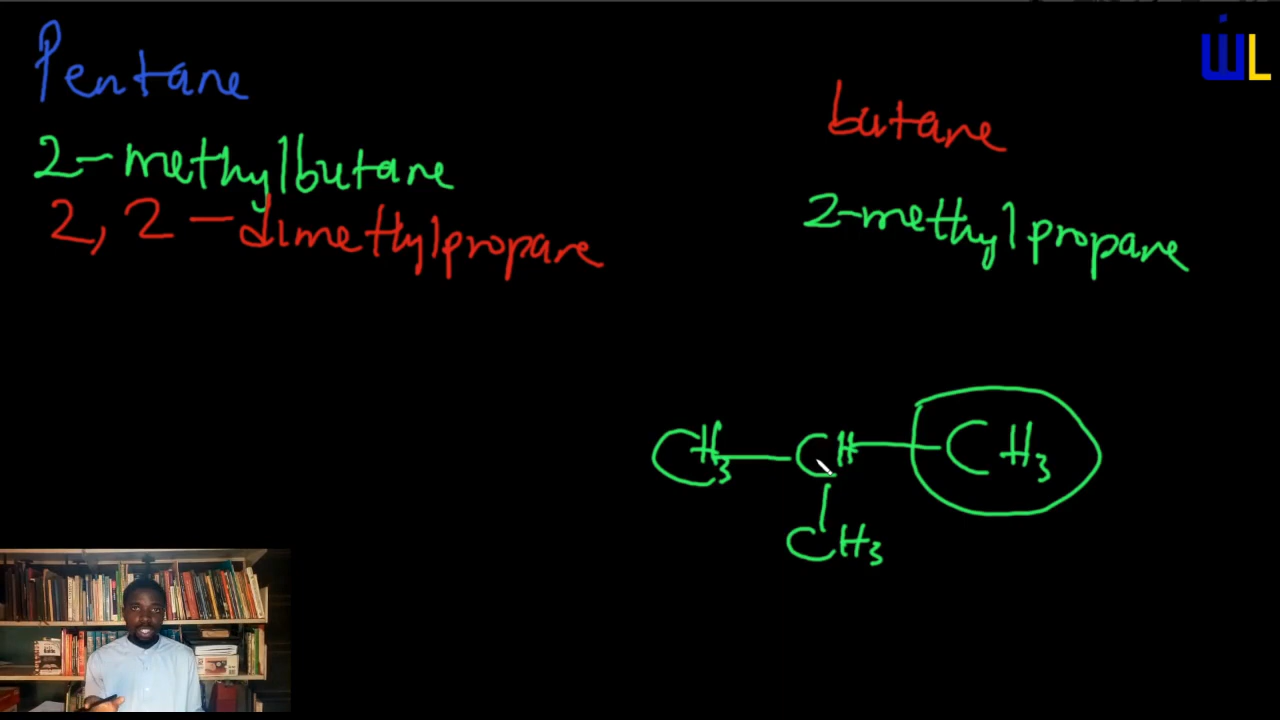 Pentane
2-methylbutane
2, 2-dimethylpropane
butane
2-methylpropane
CH3-CH-CH3
CH3
WL